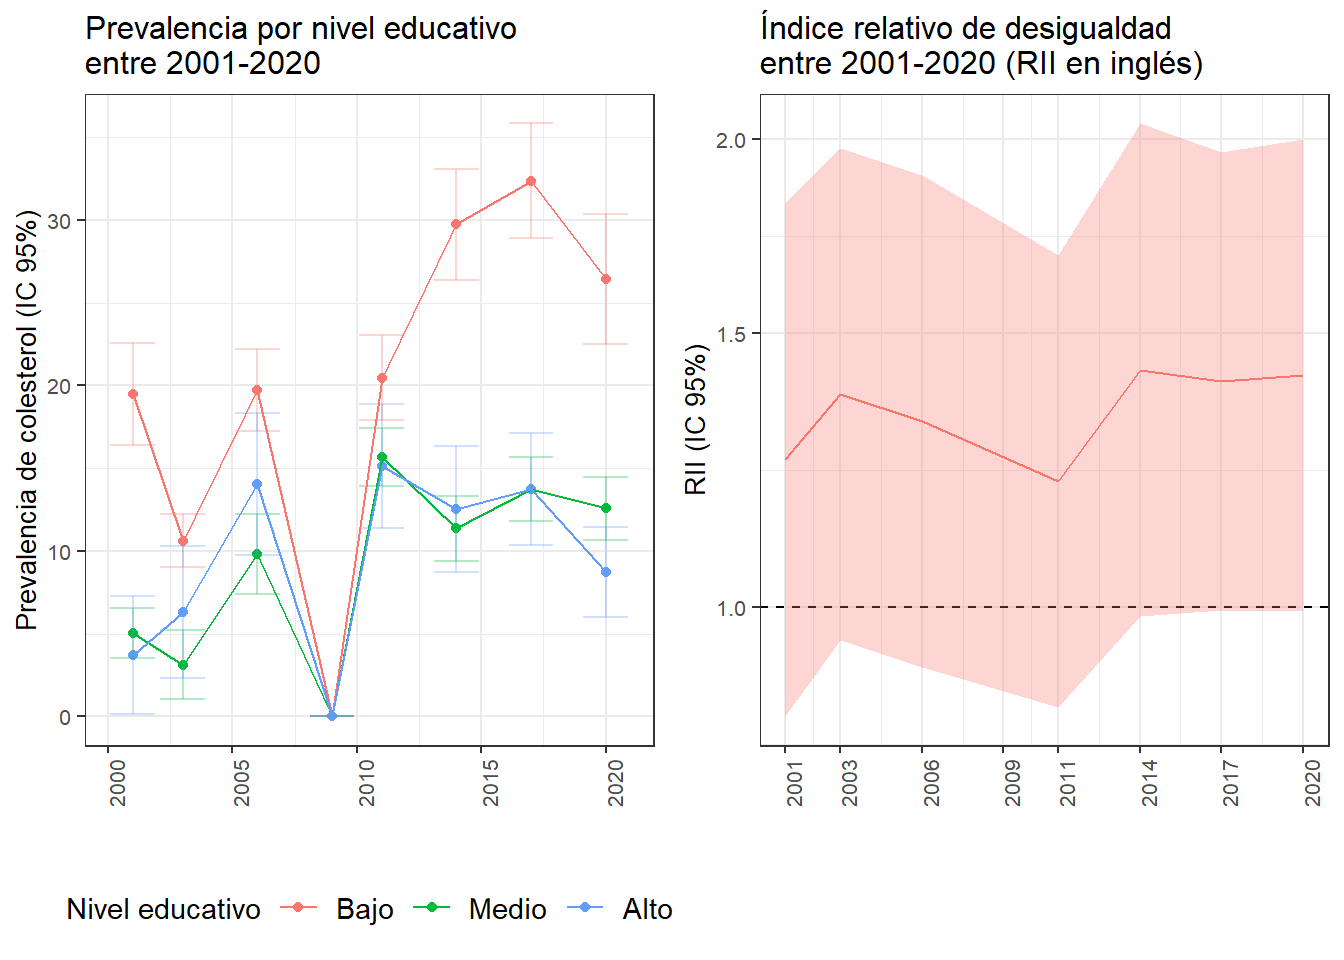 Prevalencia por nivel educativo
entre 2001-2020
Prevalencia de colesterol (IC 95%)
30
20
10
0
2000
2005
2010
2015
2020
Índice relativo de desigualdad
entre 2001-2020 (RII en inglés)
RII (IC 95%)
2.0
1.5
1.0
2001
2003
2006
2009
2011
2014
2017
2020
Nivel educativo Bajo Medio Alto